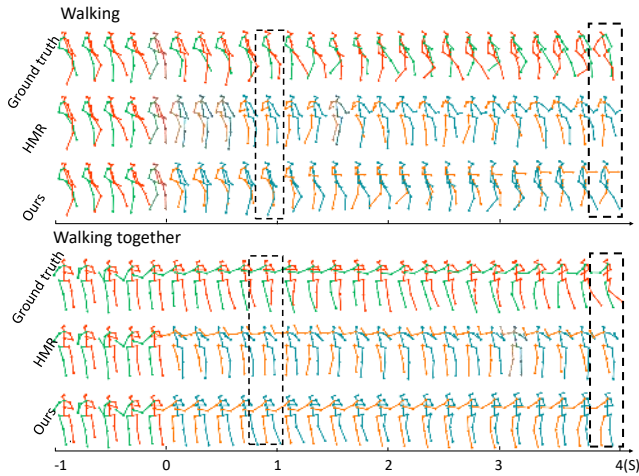 Walking
Ground truth
HMR
Ours
Walking together
Ground truth
HMR
Ours
-1 0 1 2 3 4(S)